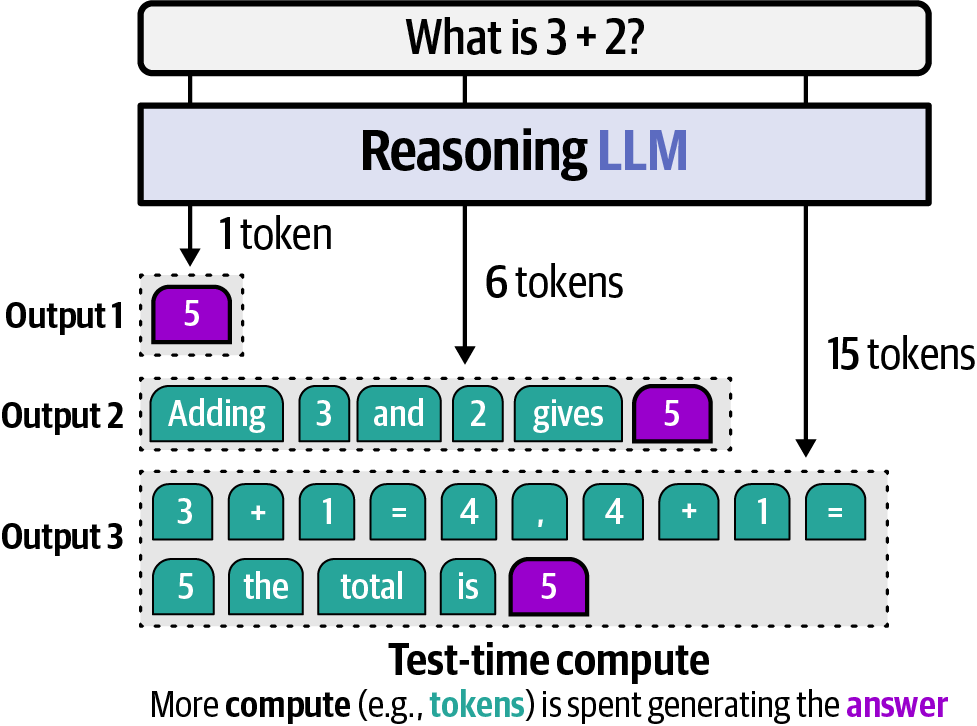 What is 3 + 2?
Reasoning LLM
1 token
6 tokens
15 tokens
Output 1
5
Output 2
Adding 3 and 2 gives 5
Output 3
3 + 1 = 4 , 4 + 1 =
5 the total is 5
Test-time compute
More compute (e.g., tokens) is spent generating the answer